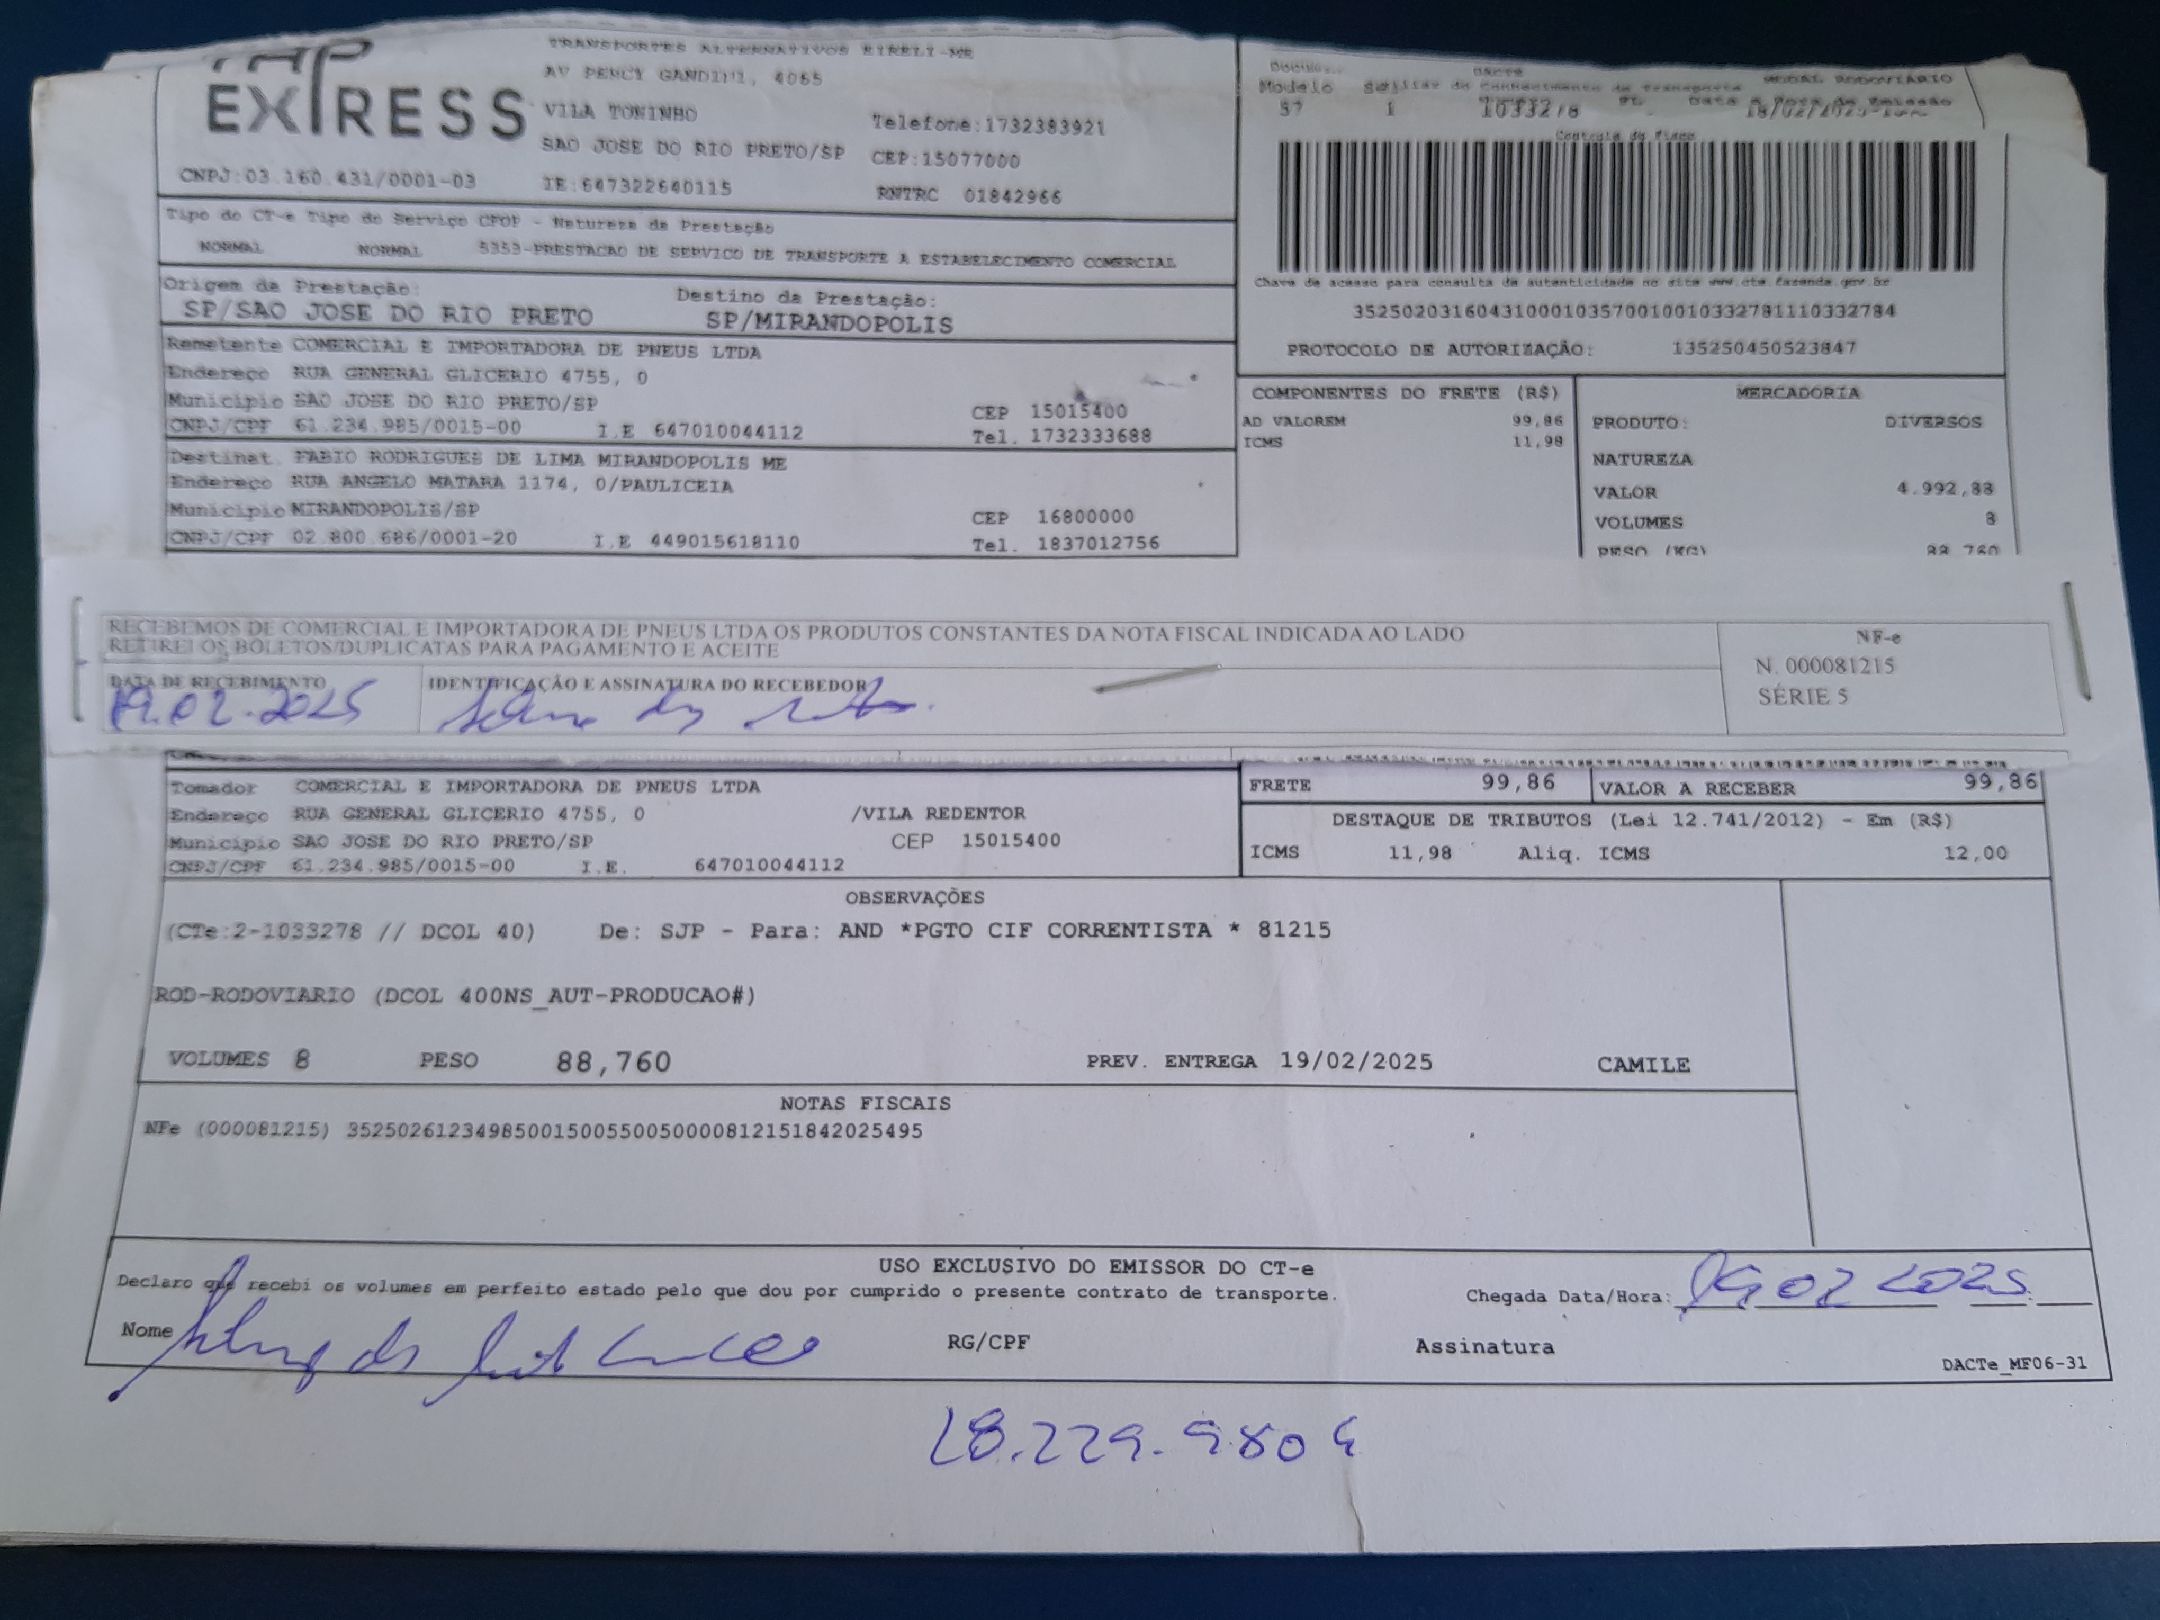 EXPRESS
TRANSPORTES ALTERNATIVOS EIRELI-ME
AV PERCY GANDINI, 4065
VILA TONINHO
Telefone:1732383921
SAO JOSE DO RIO PRETO/SP CEP:15077000
CNPJ:03.160.431/0001-03 IE:647322640115 RNTRC 01842966
Tipo do CT-e Tipo do Serviço CFOP - Natureza da Prestação
NORMAL NORMAL 5353-PRESTACAO DE SERVICO DE TRANSPORTE A ESTABELECIMENTO COMERCIAL
Origem da Prestação: Destino da Prestação:
SP/SAO JOSE DO RIO PRETO SP/MIRANDOPOLIS
Remetente COMERCIAL E IMPORTADORA DE PNEUS LTDA
Endereço RUA GENERAL GLICERIO 4755, 0
Municipio SAO JOSE DO RIO PRETO/SP CEP 15015400
CNPJ/CPF 61.234.985/0015-00 I.E 647010044112 Tel. 1732333688
Destinat. FABIO RODRIGUES DE LIMA MIRANDOPOLIS ME
Endereço RUA ANGELO MATARA 1174, 0/PAULICEIA
Municipio MIRANDOPOLIS/SP CEP 16800000
CNPJ/CPF 02.800.686/0001-20 I.E 449015618110 Tel. 1837012756
DACTE MODAL RODOVIARIO
Modelo
57 1 1033278
Controle do Fisco
Chave de acesso para consulta de autenticidade no site www.cte.fazenda.gov.br
35250203160431000103570010010332781110332784
PROTOCOLO DE AUTORIZAÇÃO: 135250450523847
COMPONENTES DO FRETE (R$) MERCADORIA
AD VALOREM 99,86 PRODUTO: DIVERSOS
ICMS 11,98
NATUREZA
VALOR 4.992,88
VOLUMES 8
PESO (KG) 88,760
RECEBEMOS DE COMERCIAL E IMPORTADORA DE PNEUS LTDA OS PRODUTOS CONSTANTES DA NOTA FISCAL INDICADA AO LADO
RETIREI OS BOLETOS/DUPLICATAS PARA PAGAMENTO E ACEITE
NF-e
N. 000081215
SÉRIE 5
DATA DE RECEBIMENTO IDENTIFICAÇÃO E ASSINATURA DO RECEBEDOR
19.02.2025
Tomador COMERCIAL E IMPORTADORA DE PNEUS LTDA
Endereço RUA GENERAL GLICERIO 4755, 0 /VILA REDENTOR
Municipio SAO JOSE DO RIO PRETO/SP CEP 15015400
CNPJ/CPF 61.234.985/0015-00 I.E. 647010044112
FRETE 99,86 VALOR A RECEBER 99,86
DESTAQUE DE TRIBUTOS (Lei 12.741/2012) - Em (R$)
ICMS 11,98 Aliq. ICMS 12,00
OBSERVAÇÕES
(CTe:2-1033278 // DCOL 40) De: SJP - Para: AND *PGTO CIF CORRENTISTA * 81215
ROD-RODOVIARIO (DCOL 400NS_AUT-PRODUCAO#)
VOLUMES 8 PESO 88,760 PREV. ENTREGA 19/02/2025 CAMILE
NOTAS FISCAIS
NFe (000081215) 35250261234985001500550050000812151842025495
USO EXCLUSIVO DO EMISSOR DO CT-e
Declaro que recebi os volumes em perfeito estado pelo que dou por cumprido o presente contrato de transporte. Chegada Data/Hora: 19 02 2025
Nome RG/CPF Assinatura
DACTe_MF06-31
28.229.980 4